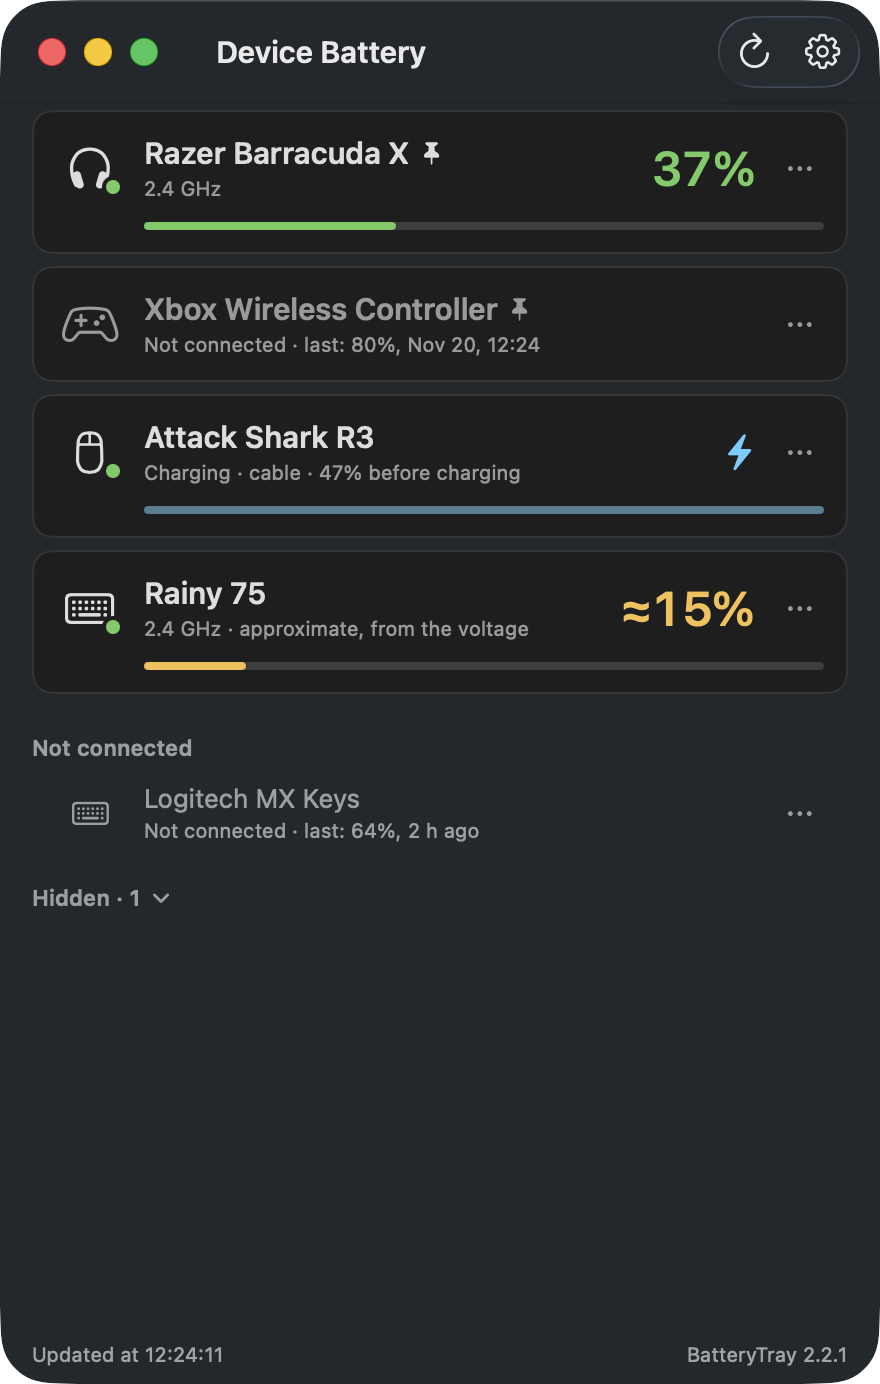 Device Battery
Razer Barracuda X
37%
2.4 GHz
Xbox Wireless Controller
Not connected · last: 80%, Nov 20, 12:24
Attack Shark R3
Charging · cable · 47% before charging
Rainy 75
≈15%
2.4 GHz · approximate, from the voltage
Not connected
Logitech MX Keys
Not connected · last: 64%, 2 h ago
Hidden · 1
Updated at 12:24:11
BatteryTray 2.2.1